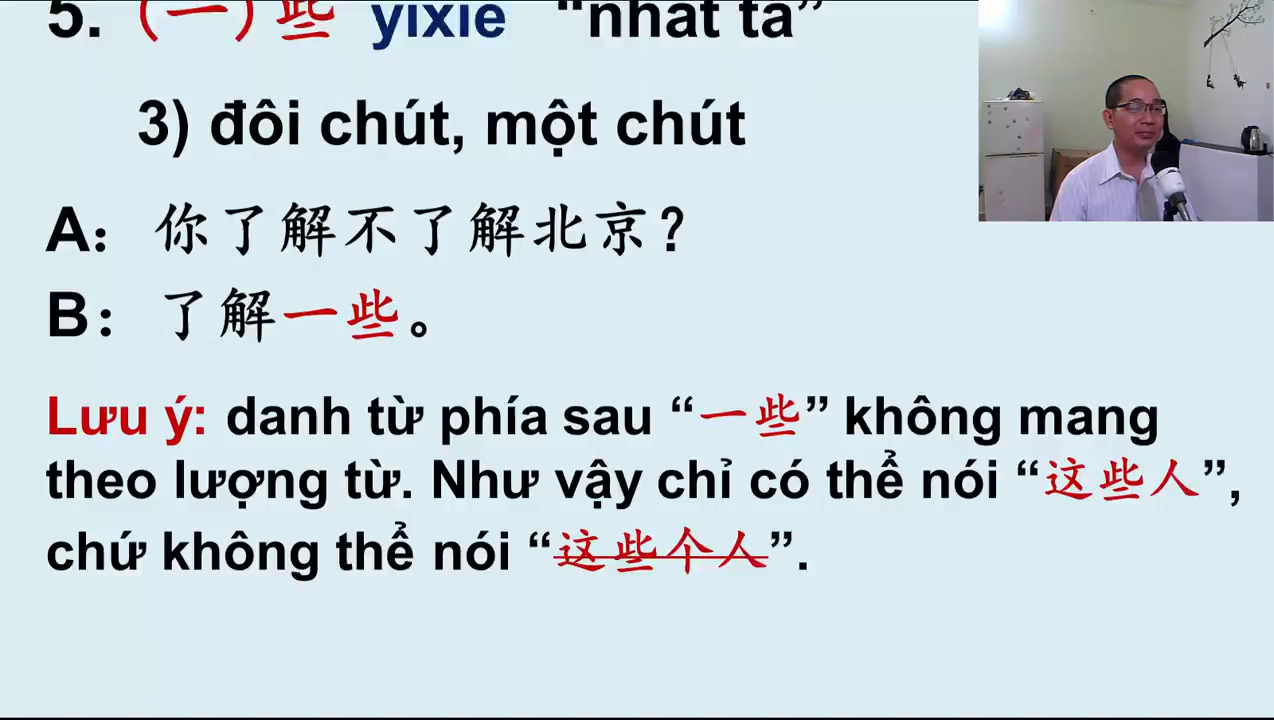 5. (一) 些 yīxiē “nhất ta”
3) đôi chút, một chút
A: 你了解不了解北京?
B: 了解一些。
Lưu ý: danh từ phía sau “一些” không mang
theo lượng từ. Như vậy chỉ có thể nói “这些人”,
chứ không thể nói “这些个人”.